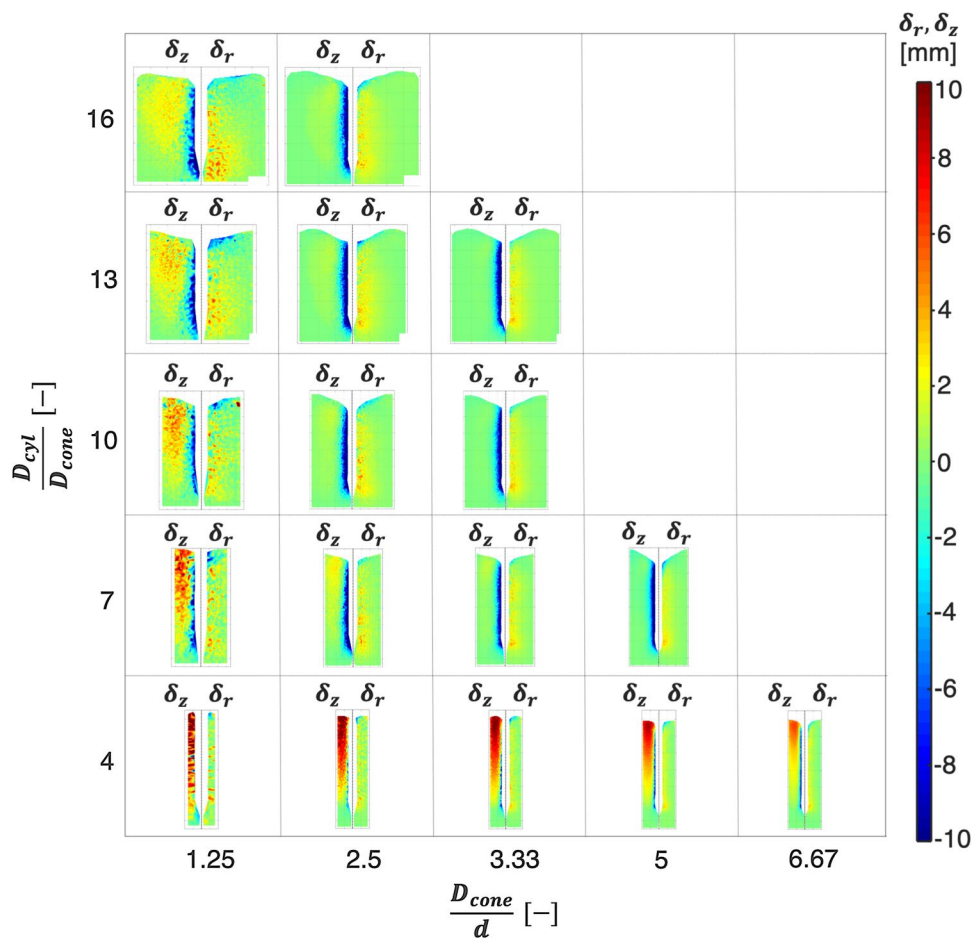 δr, δz
[mm]
δz δr δz δr
16
δz δr δz δr δz δr
13
δz δr δz δr δz δr
10
δz δr δz δr δz δr δz δr
7
δz δr δz δr δz δr δz δr δz δr
4
Dcyl
Dcone [−]
1.25 2.5 3.33 5 6.67
Dcone
d [−]
10
8
6
4
2
0
-2
-4
-6
-8
-10